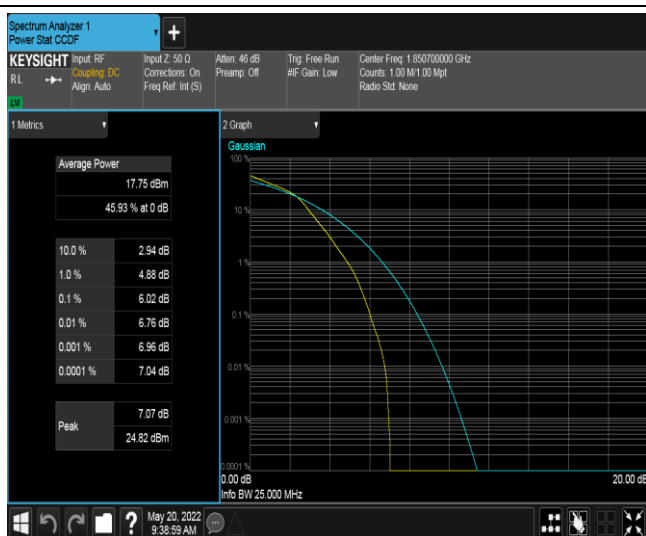 Spectrum Analyzer 1
Power Stat CCDF
+
KEYSIGHT Input: RF Input Z: 50 Ω Atten: 46 dB Trig: Free Run Center Freq: 1.850700000 GHz
RL Coupling: DC Corrections: On Preamp: Off #IF Gain: Low Counts: 1.00 M/1.00 Mpt
Align: Auto Freq Ref: Int (S) Radio Std: None
1 Metrics
2 Graph
Average Power
17.75 dBm
45.93 % at 0 dB
10.0 % 2.94 dB
1.0 % 4.88 dB
0.1 % 6.02 dB
0.01 % 6.76 dB
0.001 % 6.96 dB
0.0001 % 7.04 dB
Peak 7.07 dB
24.82 dBm
Gaussian
100 %
10 %
1 %
0.1 %
0.01 %
0.001 %
0.0001 %
0.00 dB 20.00 dB
Info BW 25.000 MHz
? May 20, 2022
9:38:59 AM